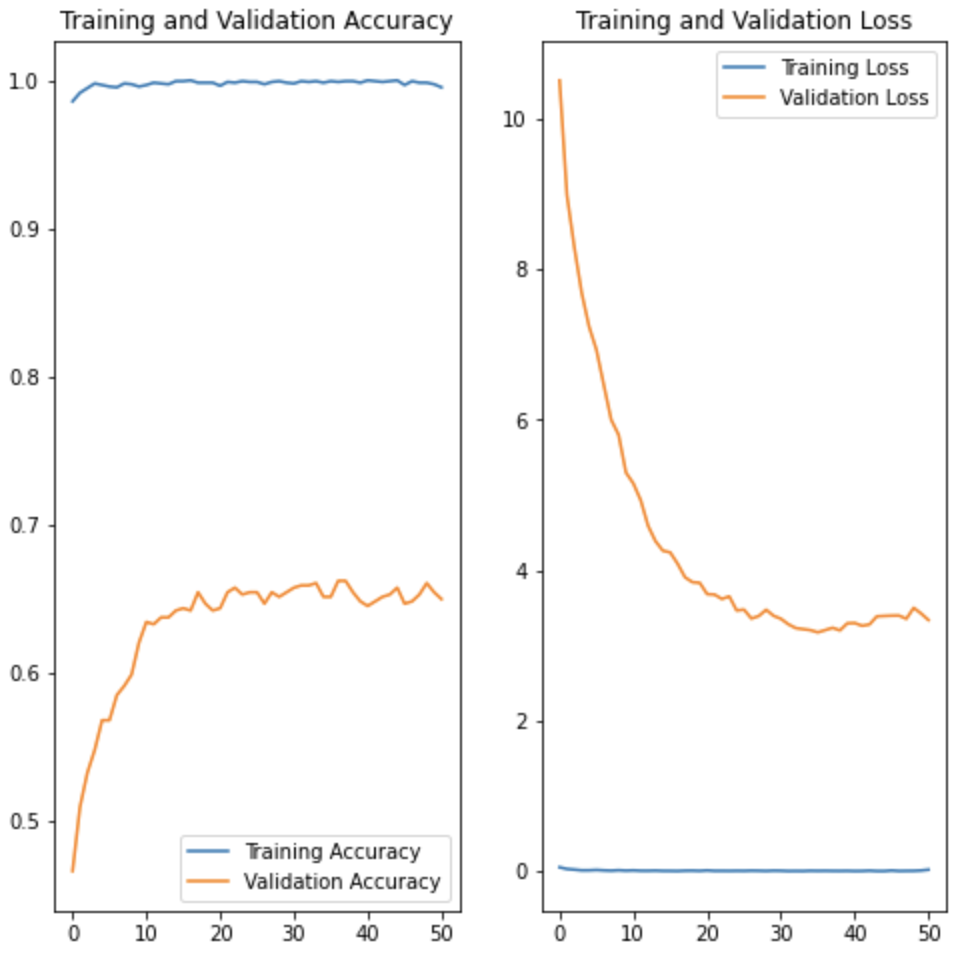 Training and Validation Accuracy
1.0
0.9
0.8
0.7
0.6
0.5
Training Accuracy
Validation Accuracy
0 10 20 30 40 50
Training and Validation Loss
Training Loss
Validation Loss
10
8
6
4
2
0
0 10 20 30 40 50